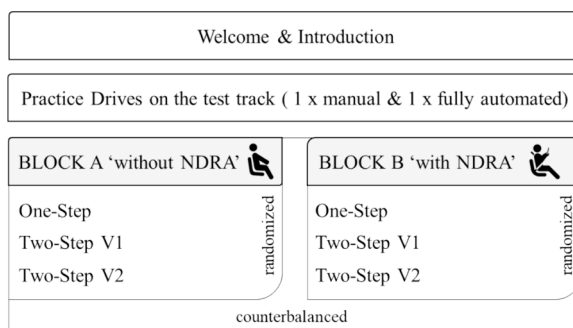 Welcome & Introduction
Practice Drives on the test track ( 1 x manual & 1 x fully automated)
BLOCK A ‘without NDRA’
One-Step
Two-Step V1
Two-Step V2
randomized
BLOCK B ‘with NDRA’
One-Step
Two-Step V1
Two-Step V2
randomized
counterbalanced